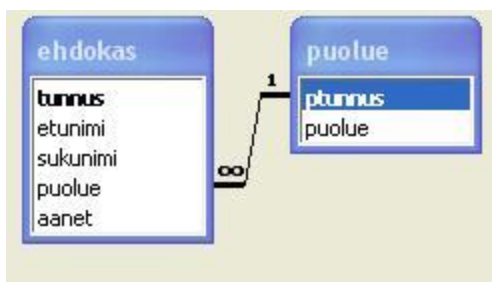 ehdokas
tunnus
etunimi
sukunimi
puolue
aanet
1
∞
puolue
ptunnus
puolue